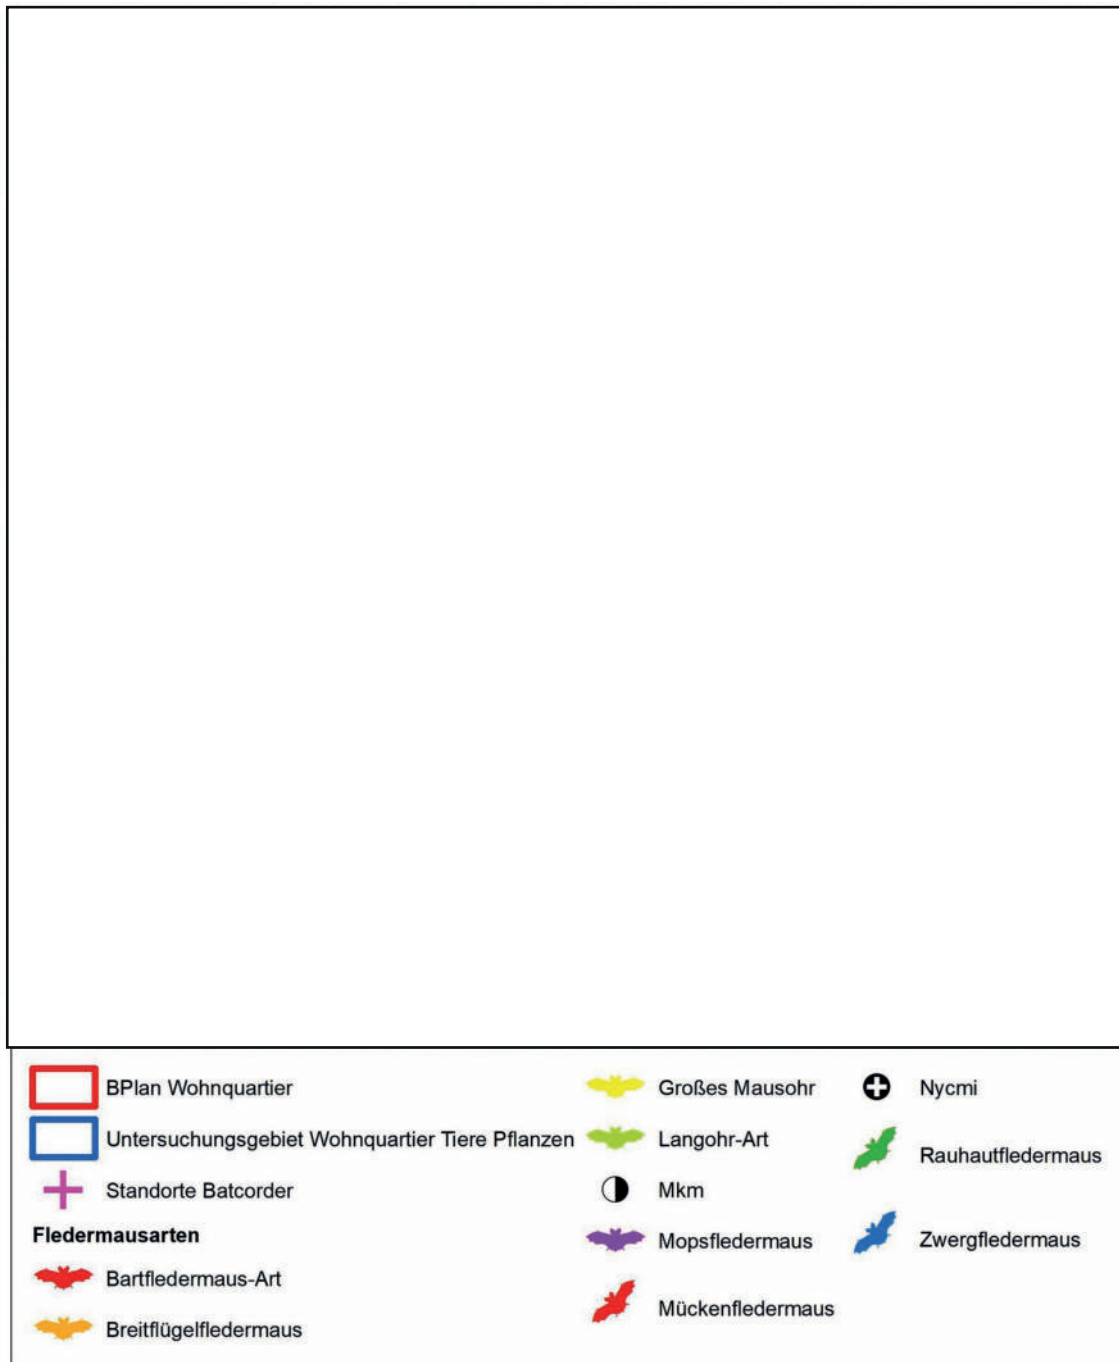 BPlan Wohnquartier
Untersuchungsgebiet Wohnquartier Tiere Pflanzen
Standorte Batcorder
Fledermausarten
Bartfledermaus-Art
Breitflügelfledermaus
Großes Mausohr
Langohr-Art
Mkm
Mopsfledermaus
Mückenfledermaus
Nycmi
Rauhautfledermaus
Zwergfledermaus